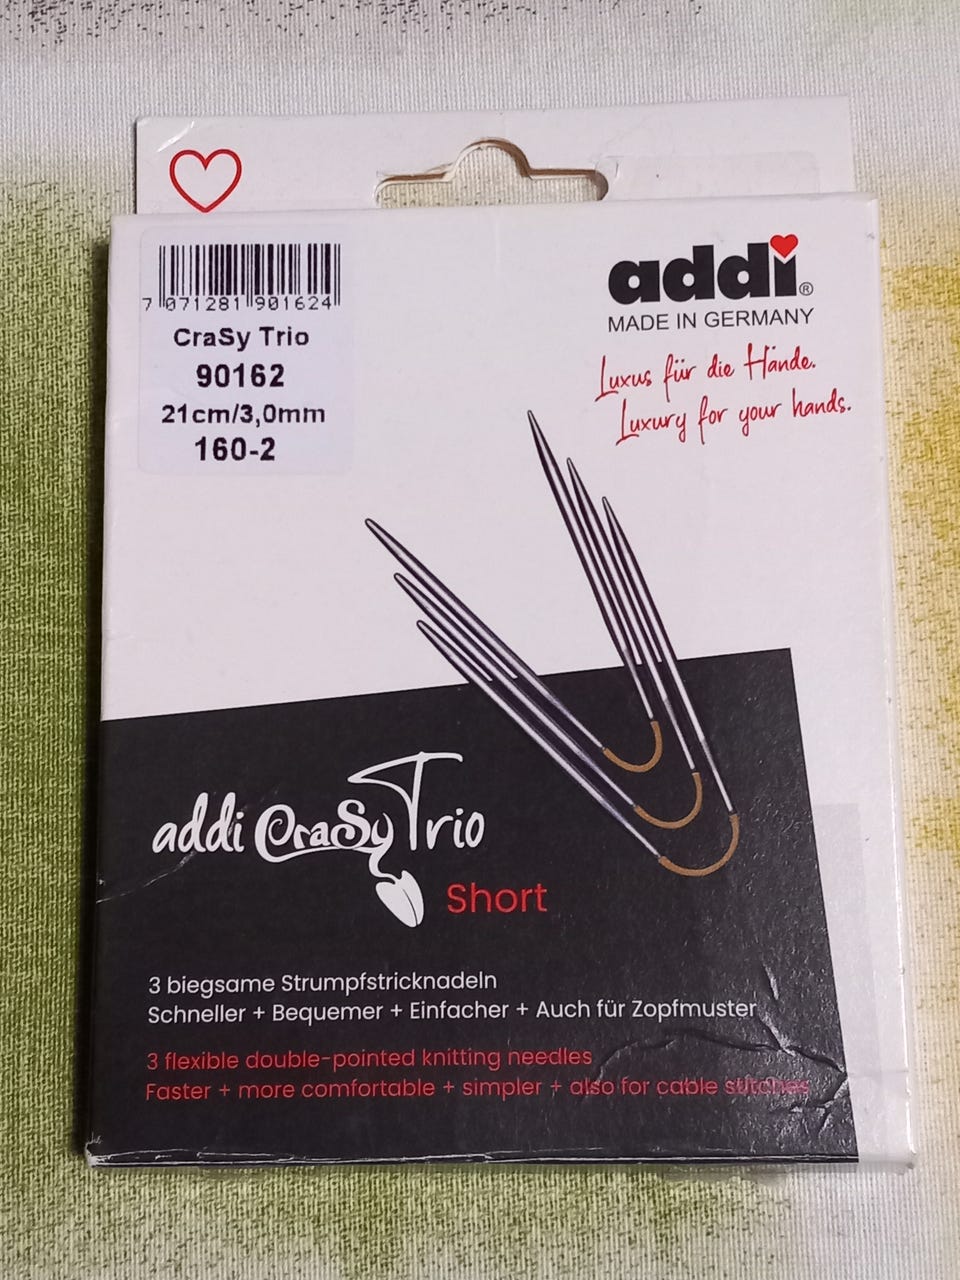 7 071281 901624
CraSy Trio
90162
21cm/3,0mm
160-2
addi®
MADE IN GERMANY
Luxus für die Hände.
Luxury for your hands.
addi CraSyTrio
Short
3 biegsame Strumpfstricknadeln
Schneller + Bequemer + Einfacher + Auch für Zopfmuster
3 flexible double-pointed knitting needles
Faster + more comfortable + simpler + also for cable stitches